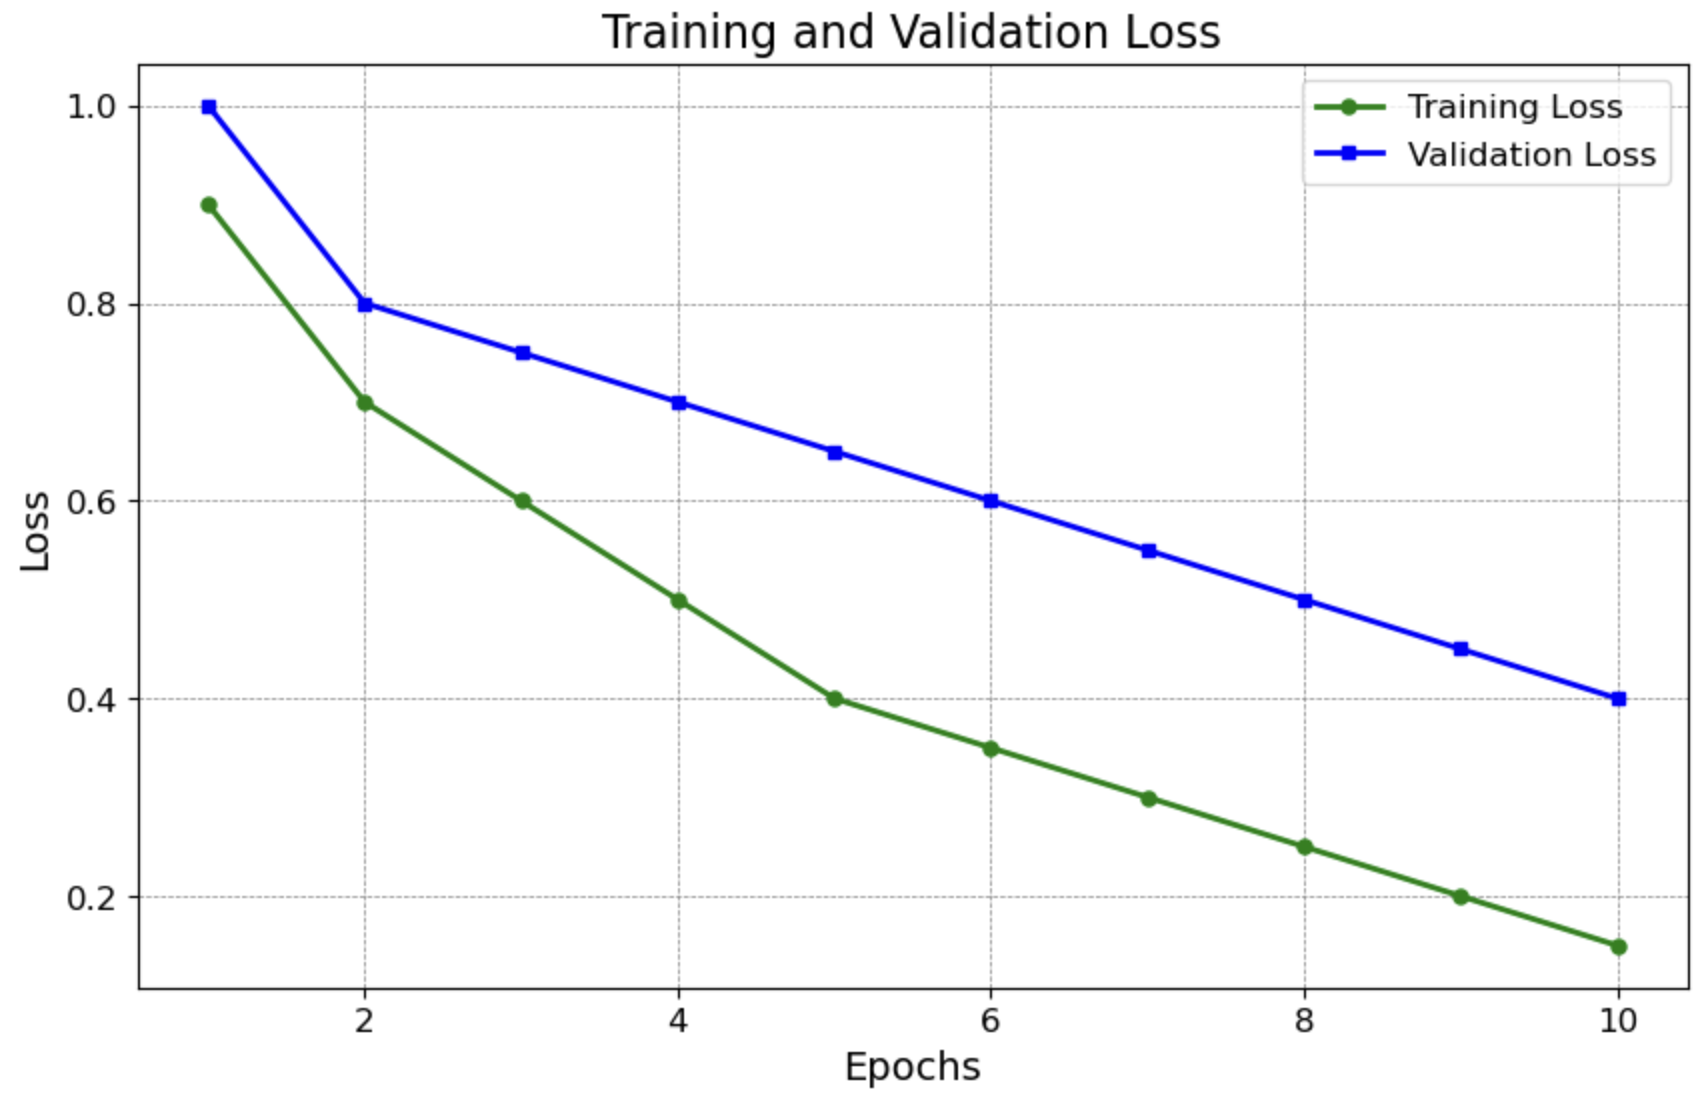 Training and Validation Loss
Training Loss
Validation Loss
Loss
1.0
0.8
0.6
0.4
0.2
2 4 6 8 10
Epochs